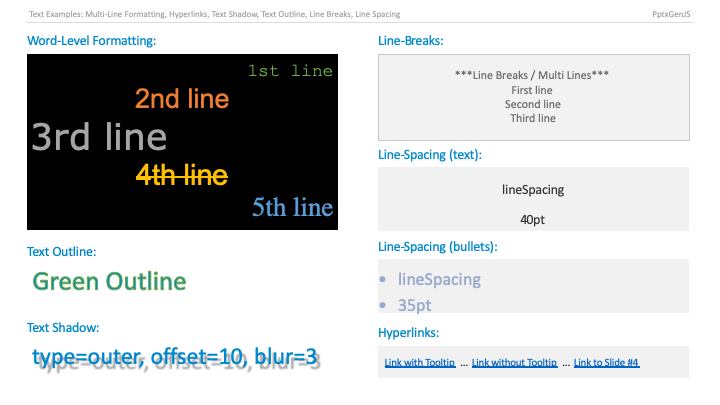 Text Examples: Multi-Line Formatting, Hyperlinks, Text Shadow, Text Outline, Line Breaks, Line Spacing
PptxGenJS
Word-Level Formatting:
1st line
2nd line
3rd line
4th line
5th line
Text Outline:
Green Outline
Text Shadow:
type=outer, offset=10, blur=3
Line-Breaks:
***Line Breaks / Multi Lines***
First line
Second line
Third line
Line-Spacing (text):
lineSpacing
40pt
Line-Spacing (bullets):
• lineSpacing
• 35pt
Hyperlinks:
Link with Tooltip ... Link without Tooltip ... Link to Slide #4